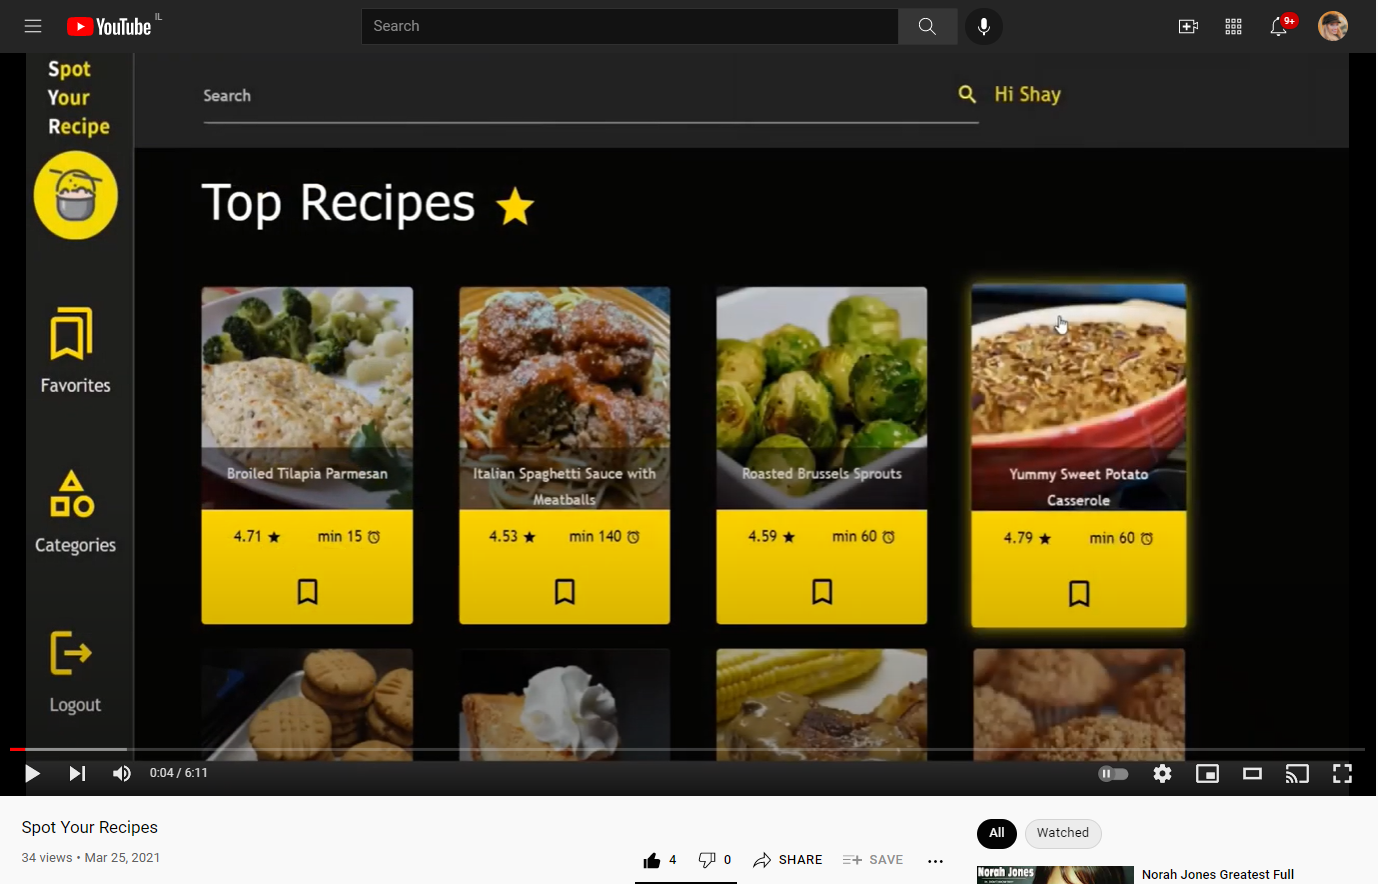 YouTube IL
Search
9+
Spot
Your
Recipe
Search
Hi Shay
Top Recipes
Favorites
Categories
Logout
Broiled Tilapia Parmesan
4.71 ★ min 15
Italian Spaghetti Sauce with
Meatballs
4.53 ★ min 140
Roasted Brussels Sprouts
4.59 ★ min 60
Yummy Sweet Potato
Casserole
4.79 ★ min 60
0:04 / 6:11
Spot Your Recipes
34 views • Mar 25, 2021
4
0
SHARE
SAVE
All
Watched
Norah Jones
Norah Jones Greatest Full